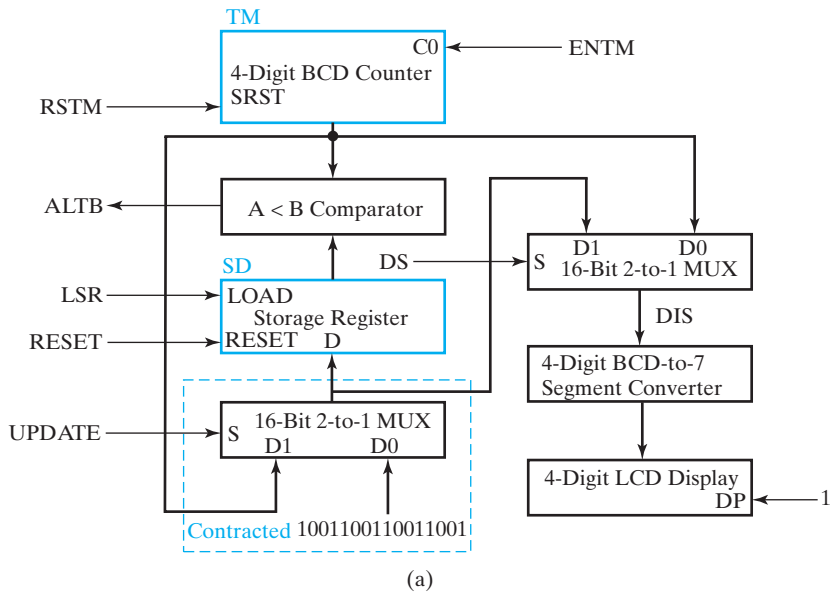 TM
C0
ENTM
4-Digit BCD Counter
SRST
RSTM
ALTB
A < B Comparator
SD
DS
S
D1
D0
16-Bit 2-to-1 MUX
LSR
LOAD
Storage Register
RESET
RESET
D
DIS
4-Digit BCD-to-7
Segment Converter
UPDATE
S
16-Bit 2-to-1 MUX
D1
D0
4-Digit LCD Display
DP
1
Contracted
1001100110011001
(a)